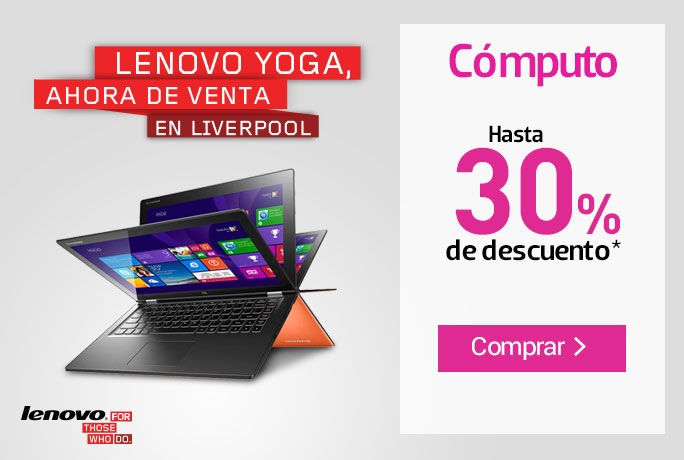 LENOVO YOGA,
AHORA DE VENTA
EN LIVERPOOL
Cómputo
Hasta
30%
de descuento*
Comprar >
lenovo. FOR
THOSE
WHO DO.